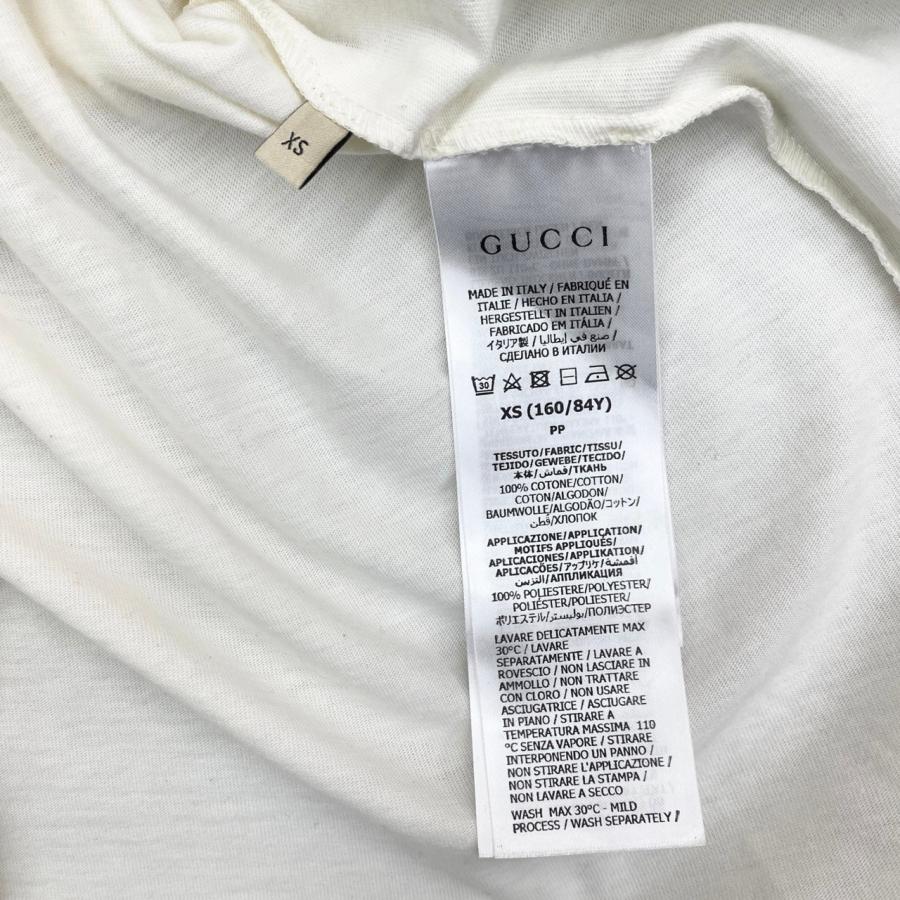 XS
GUCCI
MADE IN ITALY / FABRIQUÉ EN
ITALIE / HECHO EN ITALIA /
HERGESTELLT IN ITALIEN /
FABRICADO EM ITÁLIA /
イタリア製 / صنع في إيطاليا /
СДЕЛАНО В ИТАЛИИ
30
XS (160/84Y)
PP
TESSUTO/FABRIC/TISSU/
TEJIDO/GEWEBE/TECIDO/
本体/قماش/ТКАНЬ
100% COTONE/COTTON/
COTON/ALGODON/
BAUMWOLLE/ALGODÃO/コットン/
قطن/ХЛОПОК
APPLICAZIONE/APPLICATION/
MOTIFS APPLIQUÉS/
APLICACIONES/APPLIKATION/
APLICACÕES/アップリケ/أقمشة
التزيين/АППЛИКАЦИЯ
100% POLIESTERE/POLYESTER/
POLIÉSTER/POLIESTER/
ポリエステル/بوليستر/ПОЛИЭСТЕР
LAVARE DELICATAMENTE MAX
30°C / LAVARE
SEPARATAMENTE / LAVARE A
ROVESCIO / NON LASCIARE IN
AMMOLLO / NON TRATTARE
CON CLORO / NON USARE
ASCIUGATRICE / ASCIUGARE
IN PIANO / STIRARE A
TEMPERATURA MASSIMA 110
°C SENZA VAPORE / STIRARE
INTERPONENDO UN PANNO /
NON STIRARE L'APPLICAZIONE /
NON STIRARE LA STAMPA /
NON LAVARE A SECCO
WASH MAX 30°C - MILD
PROCESS / WASH SEPARATELY /